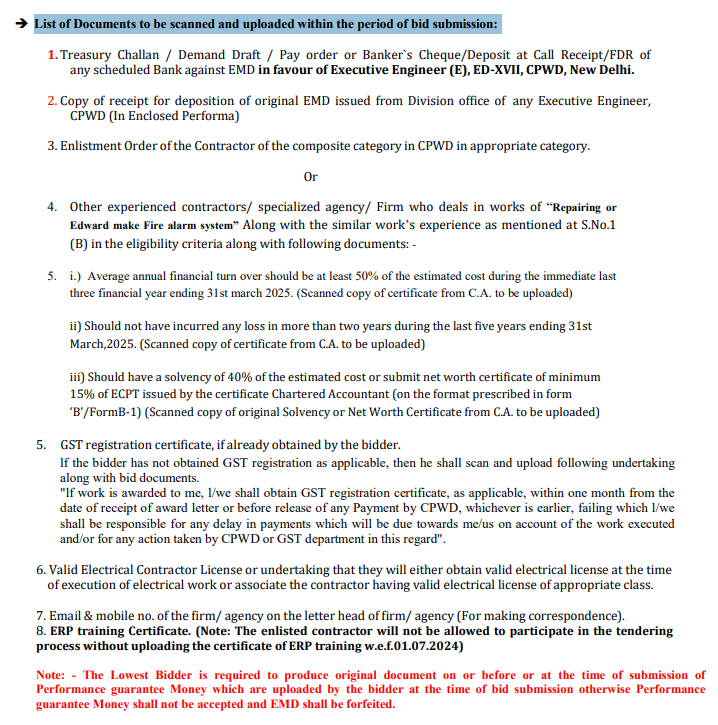 ➔ List of Documents to be scanned and uploaded within the period of bid submission:
1. Treasury Challan / Demand Draft / Pay order or Banker`s Cheque/Deposit at Call Receipt/FDR of
any scheduled Bank against EMD in favour of Executive Engineer (E), ED-XVII, CPWD, New Delhi.
2. Copy of receipt for deposition of original EMD issued from Division office of any Executive Engineer,
CPWD (In Enclosed Performa)
3. Enlistment Order of the Contractor of the composite category in CPWD in appropriate category.
Or
4. Other experienced contractors/ specialized agency/ Firm who deals in works of “Repairing or
Edward make Fire alarm system” Along with the similar work’s experience as mentioned at S.No.1
(B) in the eligibility criteria along with following documents: -
5. i.) Average annual financial turn over should be at least 50% of the estimated cost during the immediate last
three financial year ending 31st march 2025. (Scanned copy of certificate from C.A. to be uploaded)
ii) Should not have incurred any loss in more than two years during the last five years ending 31st
March,2025. (Scanned copy of certificate from C.A. to be uploaded)
iii) Should have a solvency of 40% of the estimated cost or submit net worth certificate of minimum
15% of ECPT issued by the certificate Chartered Accountant (on the format prescribed in form
‘B’/FormB-1) (Scanned copy of original Solvency or Net Worth Certificate from C.A. to be uploaded)
5. GST registration certificate, if already obtained by the bidder.
If the bidder has not obtained GST registration as applicable, then he shall scan and upload following undertaking
along with bid documents.
"If work is awarded to me, I/we shall obtain GST registration certificate, as applicable, within one month from the
date of receipt of award letter or before release of any Payment by CPWD, whichever is earlier, failing which I/we
shall be responsible for any delay in payments which will be due towards me/us on account of the work executed
and/or for any action taken by CPWD or GST department in this regard".
6. Valid Electrical Contractor License or undertaking that they will either obtain valid electrical license at the time
of execution of electrical work or associate the contractor having valid electrical license of appropriate class.
7. Email & mobile no. of the firm/ agency on the letter head of firm/ agency (For making correspondence).
8. ERP training Certificate. (Note: The enlisted contractor will not be allowed to participate in the tendering
process without uploading the certificate of ERP training w.e.f.01.07.2024)
Note: - The Lowest Bidder is required to produce original document on or before or at the time of submission of
Performance guarantee Money which are uploaded by the bidder at the time of bid submission otherwise Performance
guarantee Money shall not be accepted and EMD shall be forfeited.